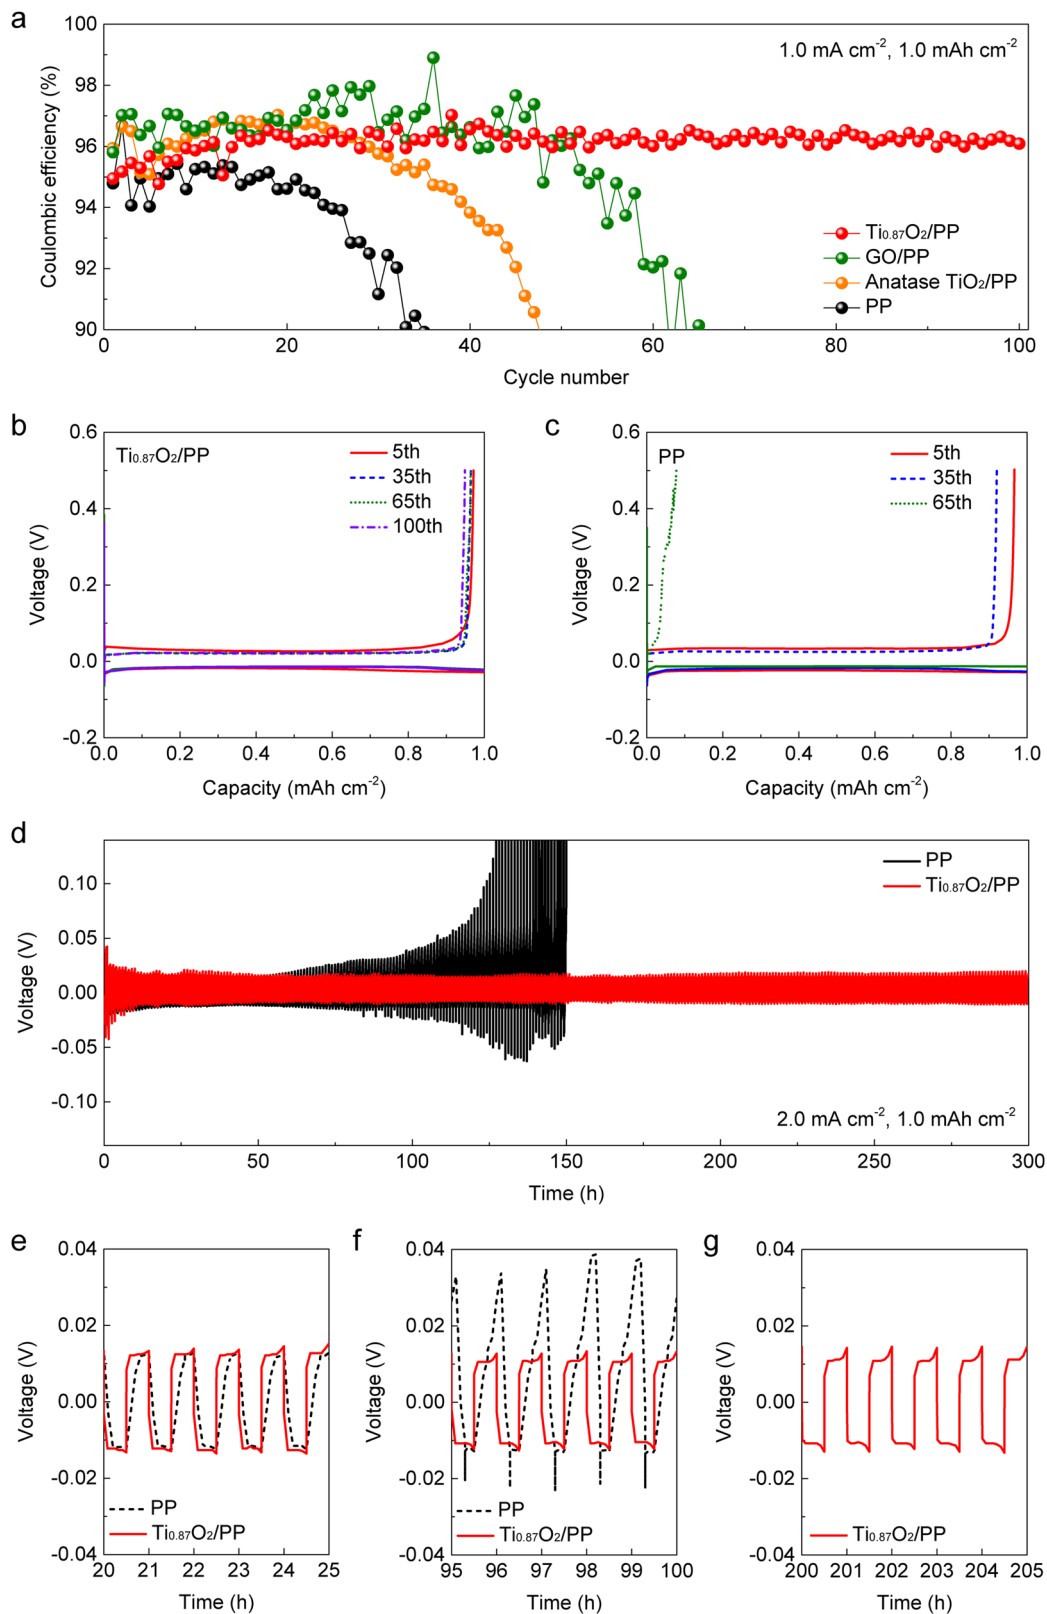 a
100
98
96
94
92
90
Coulombic efficiency (%)
1.0 mA cm⁻², 1.0 mAh cm⁻²
Ti₀.₈₇O₂/PP
GO/PP
Anatase TiO₂/PP
PP
0 20 40 60 80 100
Cycle number
b
0.6
0.4
0.2
0.0
-0.2
Voltage (V)
Ti₀.₈₇O₂/PP
5th
35th
65th
100th
0.0 0.2 0.4 0.6 0.8 1.0
Capacity (mAh cm⁻²)
c
0.6
0.4
0.2
0.0
-0.2
Voltage (V)
PP
5th
35th
65th
0.0 0.2 0.4 0.6 0.8 1.0
Capacity (mAh cm⁻²)
d
0.10
0.05
0.00
-0.05
-0.10
Voltage (V)
PP
Ti₀.₈₇O₂/PP
2.0 mA cm⁻², 1.0 mAh cm⁻²
0 50 100 150 200 250 300
Time (h)
e
0.04
0.02
0.00
-0.02
-0.04
Voltage (V)
PP
Ti₀.₈₇O₂/PP
20 21 22 23 24 25
Time (h)
f
0.04
0.02
0.00
-0.02
-0.04
Voltage (V)
PP
Ti₀.₈₇O₂/PP
95 96 97 98 99 100
Time (h)
g
0.04
0.02
0.00
-0.02
-0.04
Voltage (V)
Ti₀.₈₇O₂/PP
200 201 202 203 204 205
Time (h)